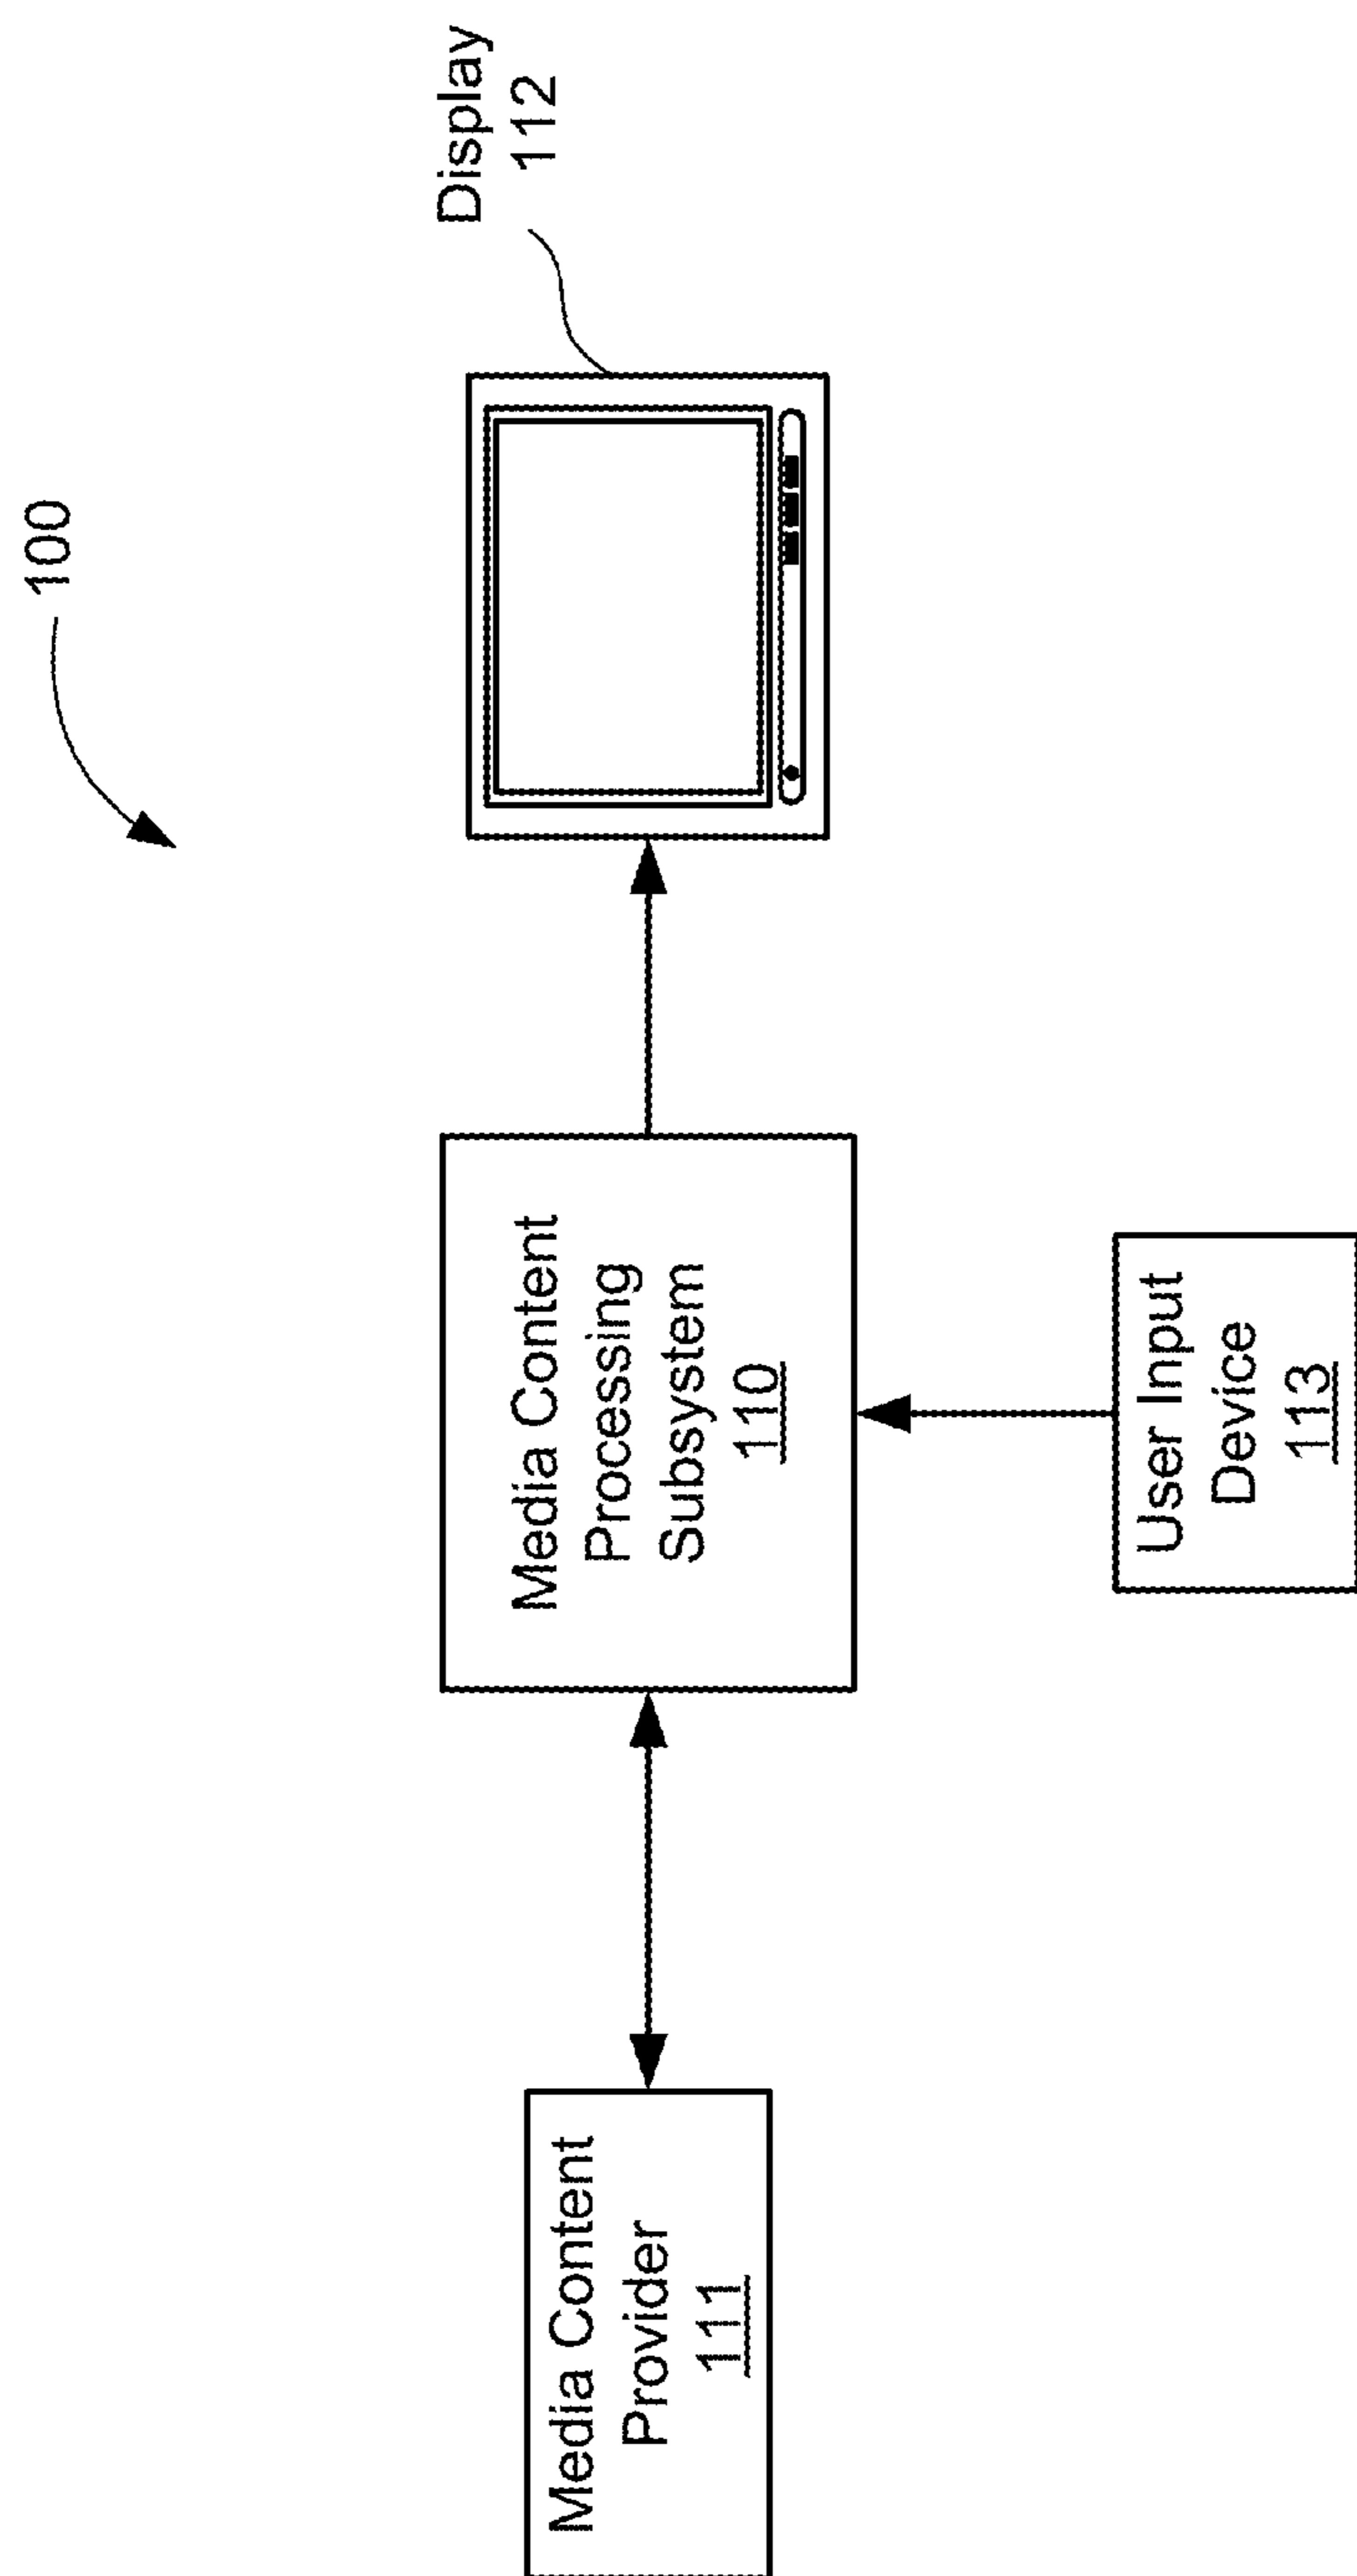 100
Media Content
Provider
111
Media Content
Processing
Subsystem
110
Display
112
User Input
Device
113